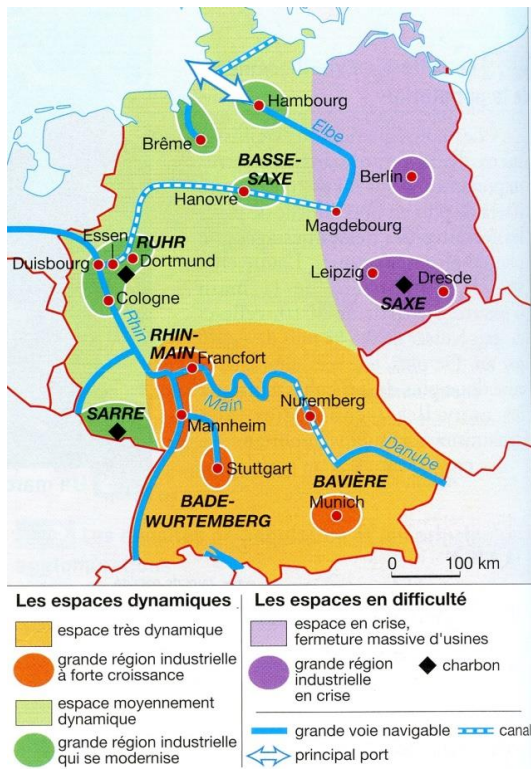 Hambourg
Elbe
Brême
BASSE-
SAXE
Berlin
Hanovre
Magdebourg
Essen
RUHR
Duisbourg
Dortmund
Leipzig
Dresde
SAXE
Cologne
Rhin
RHIN-
MAIN
Francfort
Main
Nuremberg
SARRE
Mannheim
Danube
Stuttgart
BAVIÈRE
Munich
BADE-
WURTEMBERG
0 100 km
Les espaces dynamiques
espace très dynamique
grande région industrielle
à forte croissance
espace moyennement
dynamique
grande région industrielle
qui se modernise
Les espaces en difficulté
espace en crise,
fermeture massive d'usines
grande région
industrielle
en crise
charbon
grande voie navigable
canal
principal port